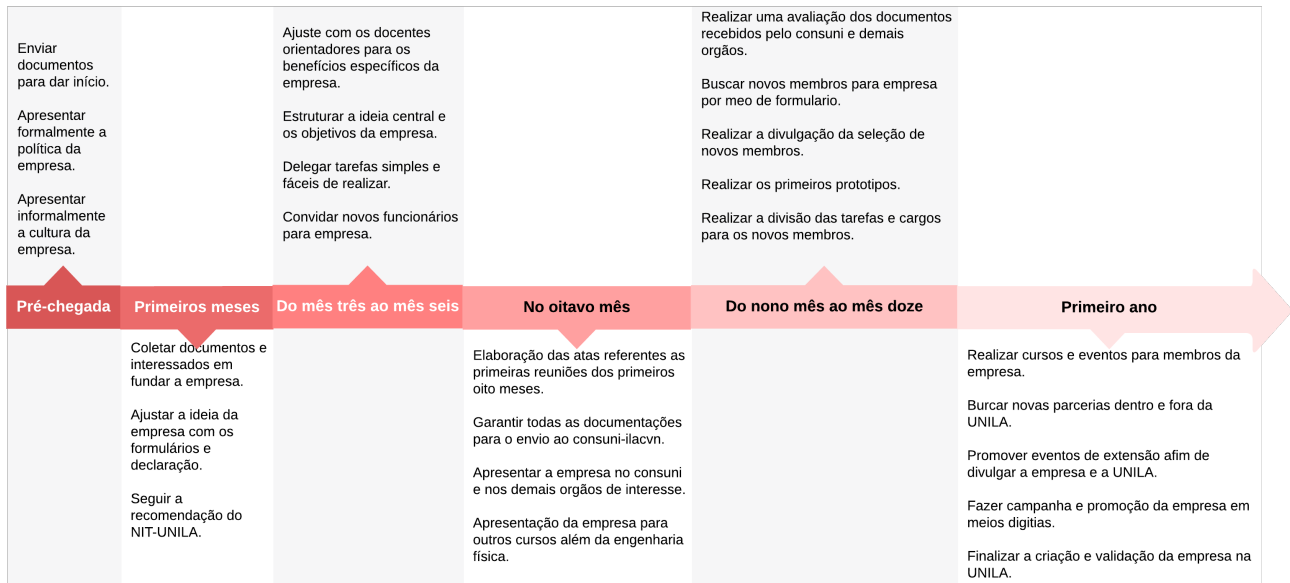 Enviar
documentos
para dar início.
Apresentar
formalmente a
política da
empresa.
Apresentar
informalmente
a cultura da
empresa.
Pré-chegada
Primeiros meses
Coletar documentos e
interessados em
fundar a empresa.
Ajustar a ideia da
empresa com os
formulários e
declaração.
Seguir a
recomendação do
NIT-UNILA.
Ajuste com os docentes
orientadores para os
benefícios específicos da
empresa.
Estruturar a ideia central e
os objetivos da empresa.
Delegar tarefas simples e
fáceis de realizar.
Convidar novos funcionários
para empresa.
Do mês três ao mês seis
No oitavo mês
Elaboração das atas referentes as
primeiras reuniões dos primeiros
oito meses.
Garantir todas as documentações
para o envio ao consuni-ilacvn.
Apresentar a empresa no consuni
e nos demais orgãos de interesse.
Apresentação da empresa para
outros cursos além da engenharia
física.
Realizar uma avaliação dos documentos
recebidos pelo consuni e demais
orgãos.
Buscar novos membros para empresa
por meo de formulario.
Realizar a divulgação da seleção de
novos membros.
Realizar os primeiros prototipos.
Realizar a divisão das tarefas e cargos
para os novos membros.
Do nono mês ao mês doze
Primeiro ano
Realizar cursos e eventos para membros da
empresa.
Burcar novas parcerias dentro e fora da
UNILA.
Promover eventos de extensão afim de
divulgar a empresa e a UNILA.
Fazer campanha e promoção da empresa em
meios digitias.
Finalizar a criação e validação da empresa na
UNILA.